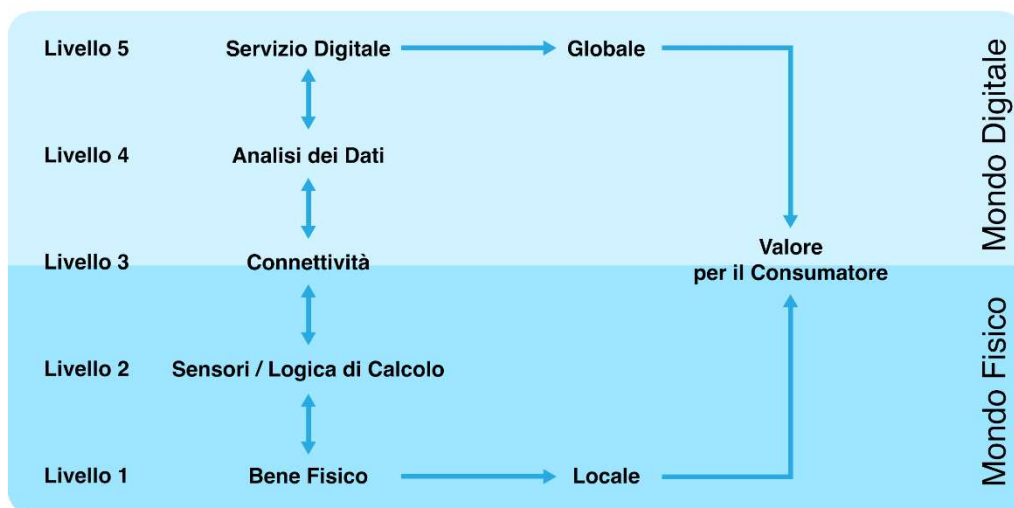 Livello 5
Servizio Digitale
Globale
Livello 4
Analisi dei Dati
Livello 3
Connettività
Valore
per il Consumatore
Livello 2
Sensori / Logica di Calcolo
Livello 1
Bene Fisico
Locale
Mondo Digitale
Mondo Fisico